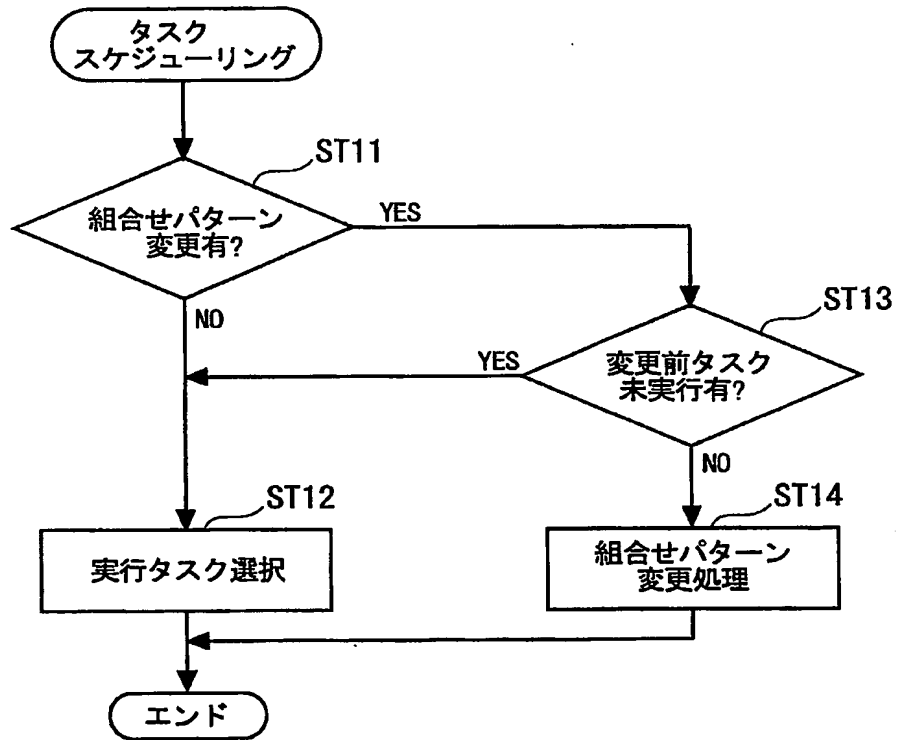 タスク
スケジューリング
ST11
組合せパターン
変更有?
YES
NO
ST13
変更前タスク
未実行有?
YES
NO
ST12
実行タスク選択
ST14
組合せパターン
変更処理
エンド